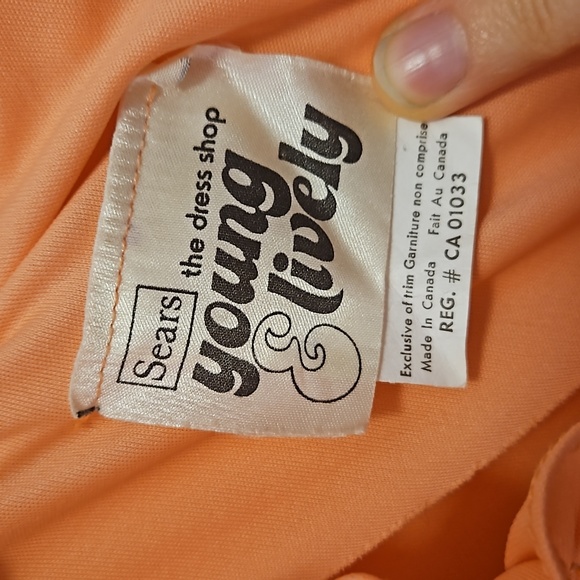 Sears the dress shop
young
& lively
Exclusive of trim Garniture non comprise
Made In Canada Fait Au Canada
REG. # CA 01033